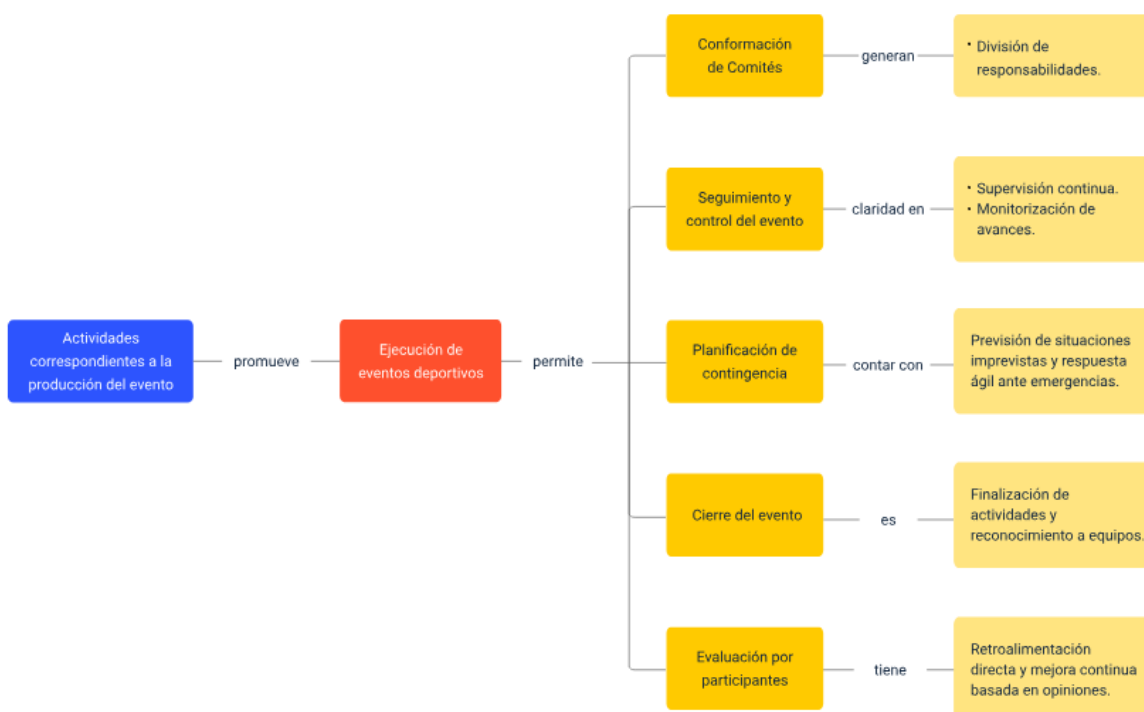 Actividades
correspondientes a la
producción del evento
promueve
Ejecución de
eventos deportivos
permite
Conformación
de Comités
generan
• División de
responsabilidades.
Seguimiento y
control del evento
claridad en
• Supervisión continua.
• Monitorización de
avances.
Planificación de
contingencia
contar con
Previsión de situaciones
imprevistas y respuesta
ágil ante emergencias.
Cierre del evento
es
Finalización de
actividades y
reconocimiento a equipos.
Evaluación por
participantes
tiene
Retroalimentación
directa y mejora continua
basada en opiniones.